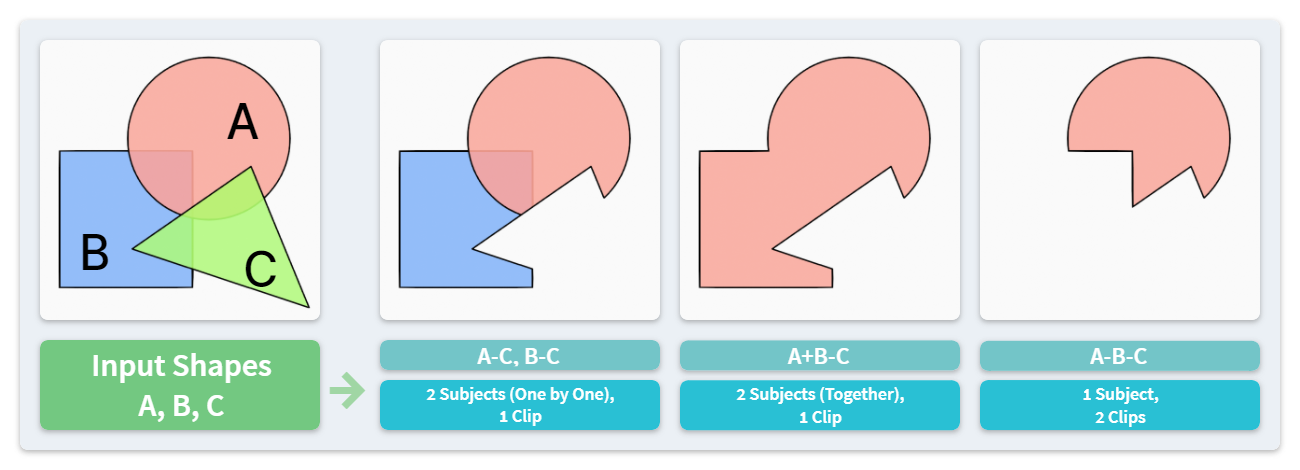 A
B
C
Input Shapes
A, B, C
A-C, B-C
2 Subjects (One by One),
1 Clip
A+B-C
2 Subjects (Together),
1 Clip
A-B-C
1 Subject,
2 Clips